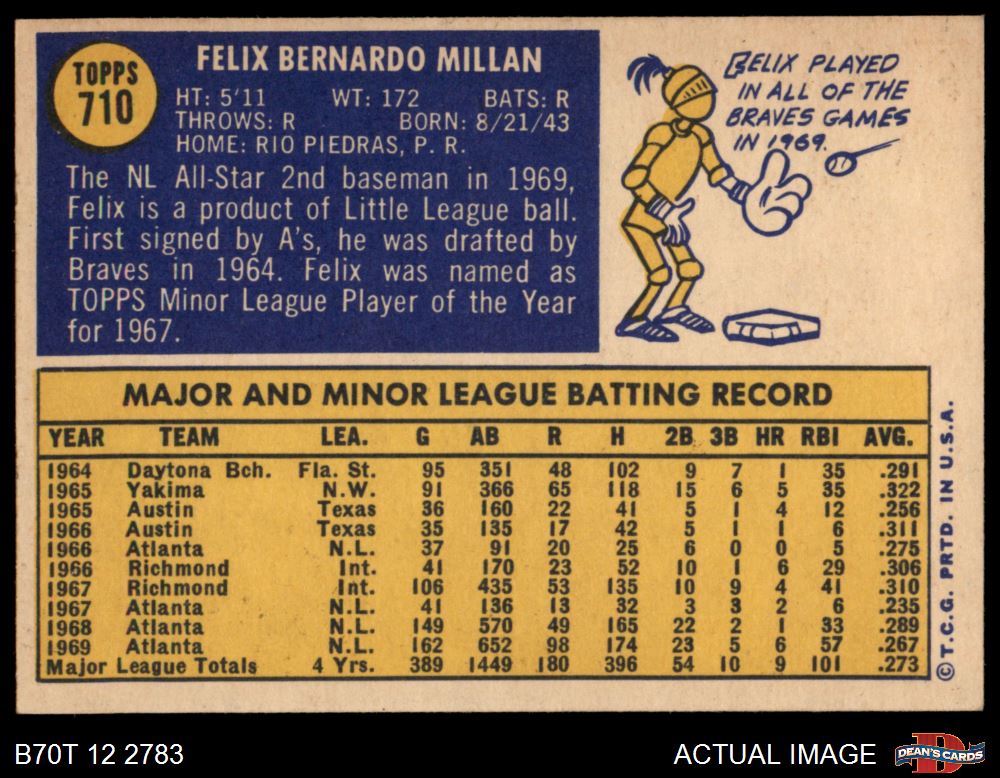 TOPPS
710
FELIX BERNARDO MILLAN
HT: 5'11 WT: 172 BATS: R
THROWS: R BORN: 8/21/43
HOME: RIO PIEDRAS, P. R.
The NL All-Star 2nd baseman in 1969,
Felix is a product of Little League ball.
First signed by A's, he was drafted by
Braves in 1964. Felix was named as
TOPPS Minor League Player of the Year
for 1967.
FELIX PLAYED
IN ALL OF THE
BRAVES GAMES
IN 1969.
MAJOR AND MINOR LEAGUE BATTING RECORD
YEAR TEAM LEA. G AB R H 2B 3B HR RBI AVG.
1964 Daytona Bch. Fla. St. 95 351 48 102 9 7 1 35 .291
1965 Yakima N.W. 91 366 65 118 15 6 5 35 .322
1965 Austin Texas 36 160 22 41 5 1 4 12 .256
1966 Austin Texas 35 135 17 42 5 1 1 6 .311
1966 Atlanta N.L. 37 91 20 25 6 0 0 5 .275
1966 Richmond Int. 41 170 23 52 10 1 6 29 .306
1967 Richmond Int. 106 435 53 135 10 9 4 41 .310
1967 Atlanta N.L. 41 136 13 32 3 3 2 6 .235
1968 Atlanta N.L. 149 570 49 165 22 2 1 33 .289
1969 Atlanta N.L. 162 652 98 174 23 5 6 57 .267
Major League Totals 4 Yrs. 389 1449 180 396 54 10 9 101 .273
© T.C.G. PRTD. IN U.S.A.
B70T 12 2783
ACTUAL IMAGE
DEAN'S CARDS